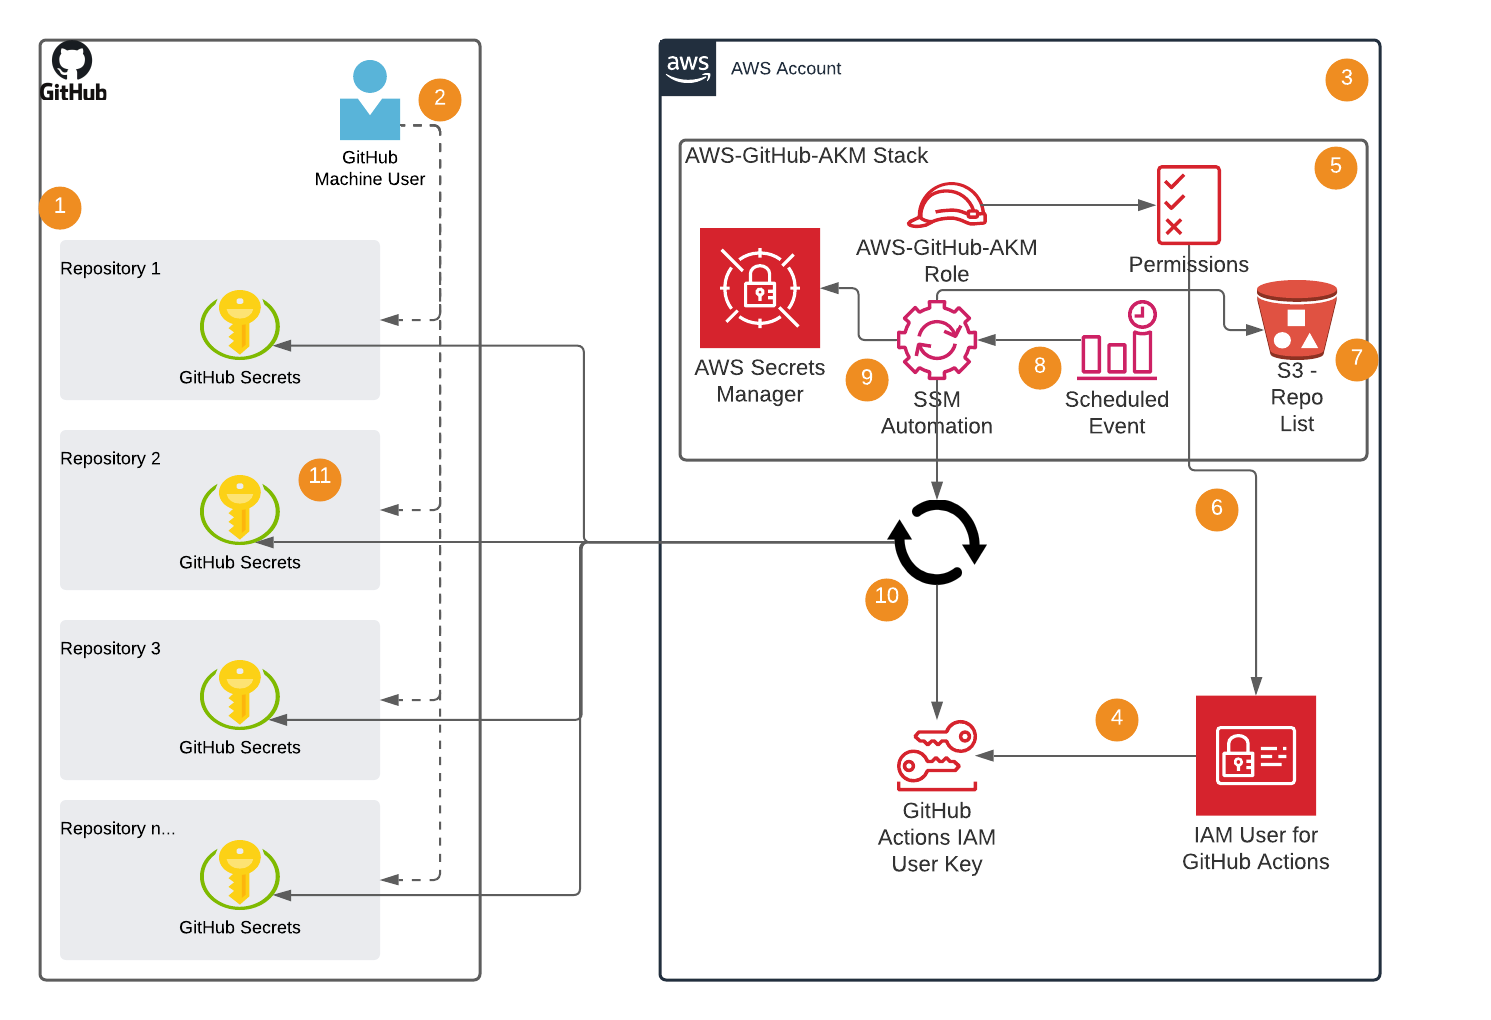 GitHub
GitHub
Machine User
2
1
Repository 1
GitHub Secrets
Repository 2
11
GitHub Secrets
Repository 3
GitHub Secrets
Repository n...
GitHub Secrets
aws
AWS Account
3
AWS-GitHub-AKM Stack
5
AWS-GitHub-AKM
Role
Permissions
AWS Secrets
Manager
9
SSM
Automation
8
Scheduled
Event
7
S3 -
Repo
List
6
10
4
GitHub
Actions IAM
User Key
IAM User for
GitHub Actions